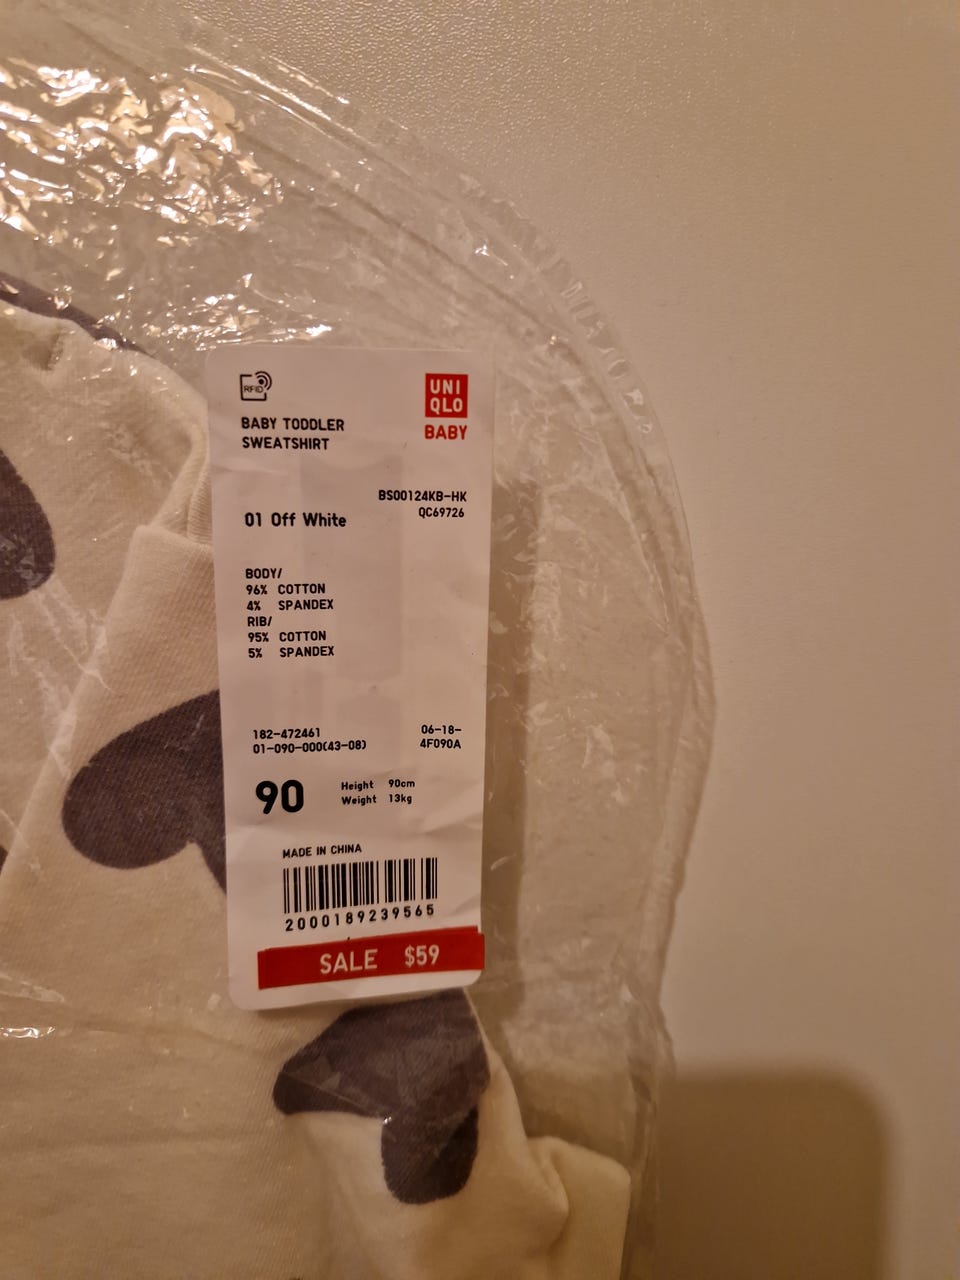 RFID
UNI
QLO
BABY
BABY TODDLER
SWEATSHIRT
BS00124KB-HK
QC69726
01 Off White
BODY/
96% COTTON
4% SPANDEX
RIB/
95% COTTON
5% SPANDEX
182-472461
01-090-000(43-08)
06-18-
4F090A
90
Height 90cm
Weight 13kg
MADE IN CHINA
2000189239565
SALE $59